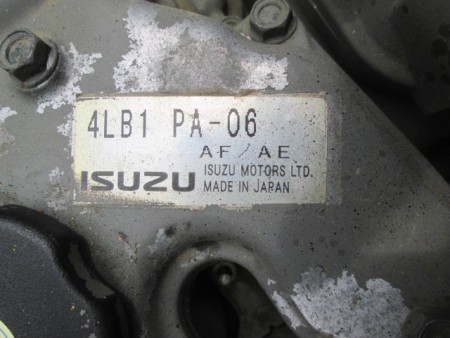 4LB1 PA-06
AF/AE
ISUZU ISUZU MOTORS LTD.
MADE IN JAPAN